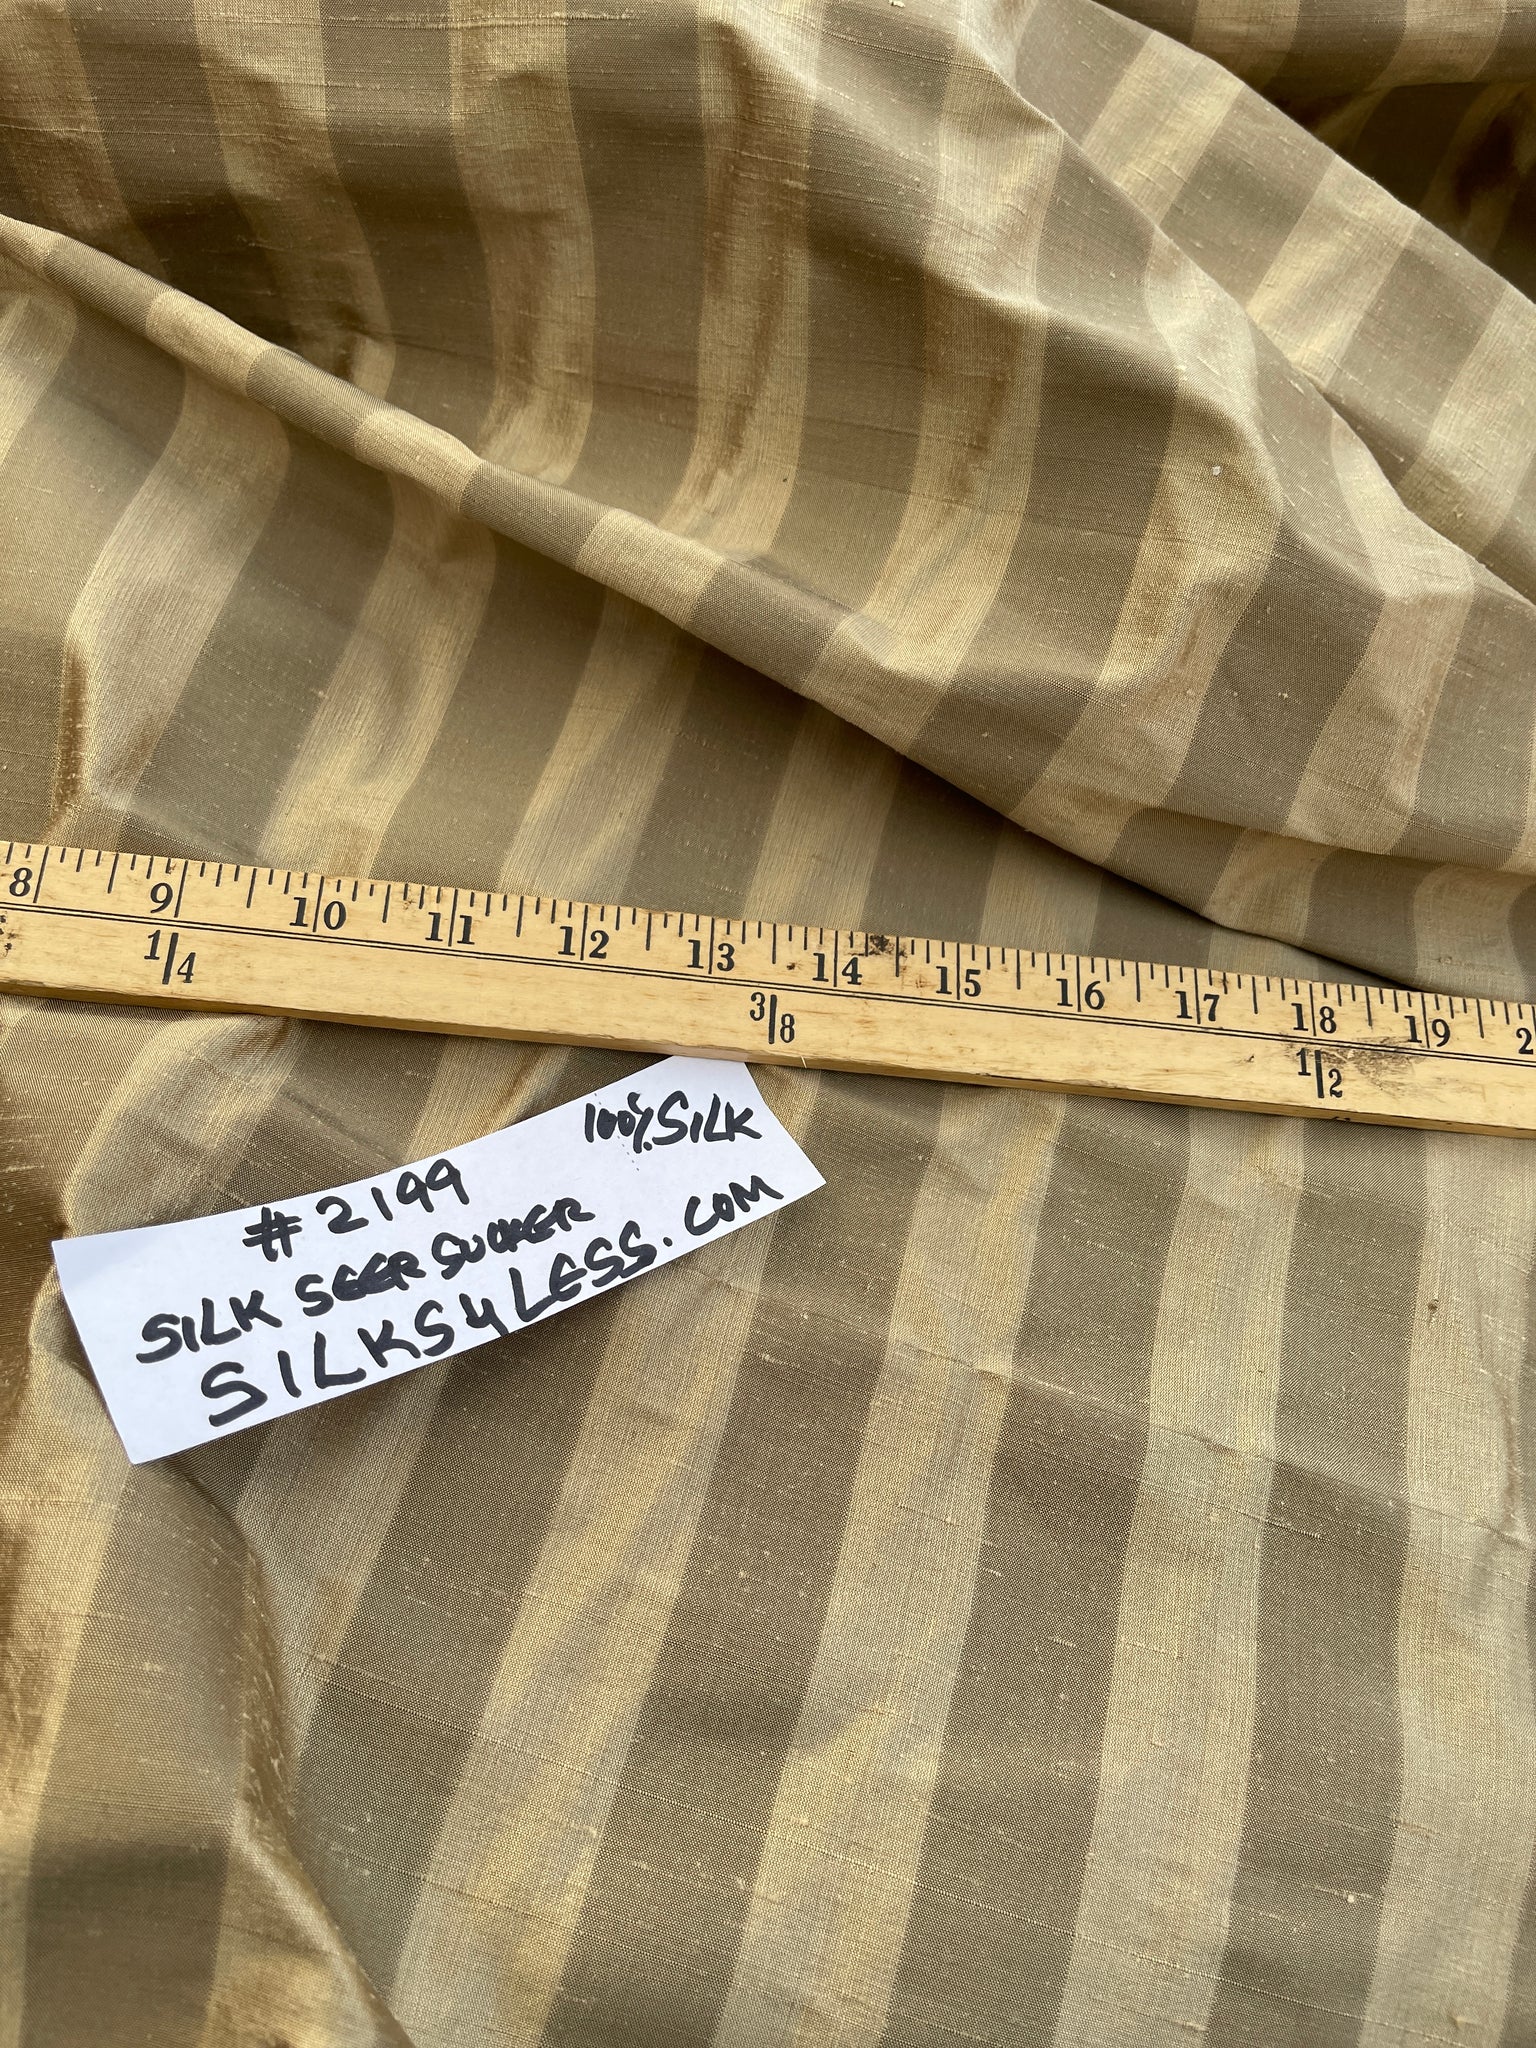 8 9 10 11 12 13 14 15 16 17 18 19 2
1/4 3/8 1/2
100% SILK
# 2199
SILK SEERSUCKER
SILKS4LESS.COM